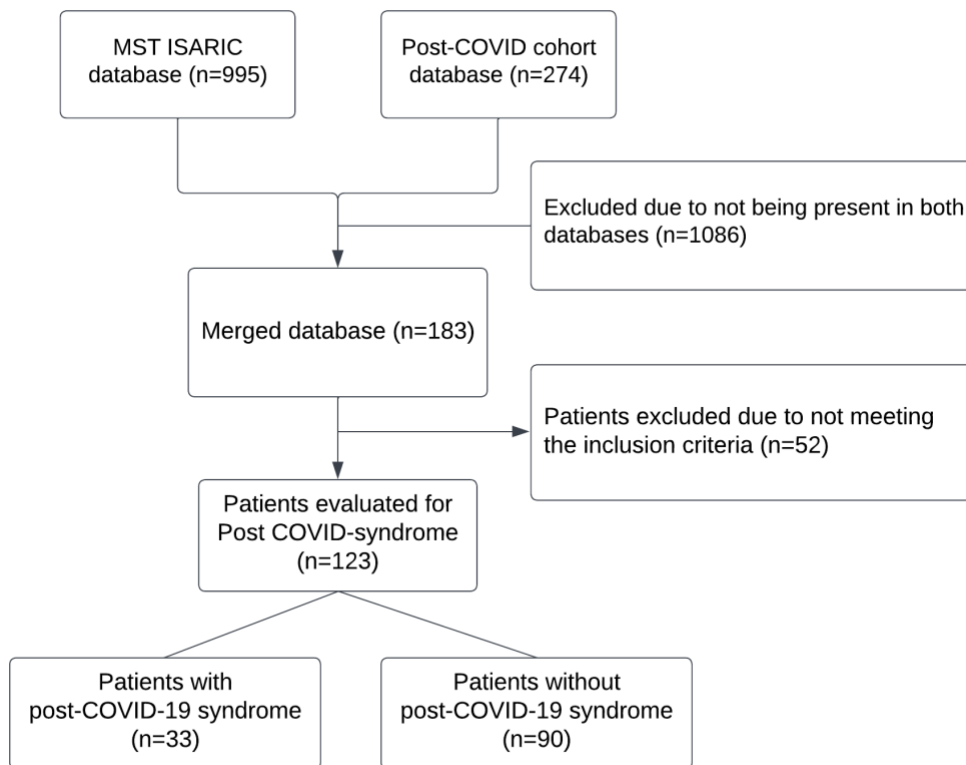 MST ISARIC
database (n=995)
Post-COVID cohort
database (n=274)
Excluded due to not being present in both
databases (n=1086)
Merged database (n=183)
Patients excluded due to not meeting
the inclusion criteria (n=52)
Patients evaluated for
Post COVID-syndrome
(n=123)
Patients with
post-COVID-19 syndrome
(n=33)
Patients without
post-COVID-19 syndrome
(n=90)